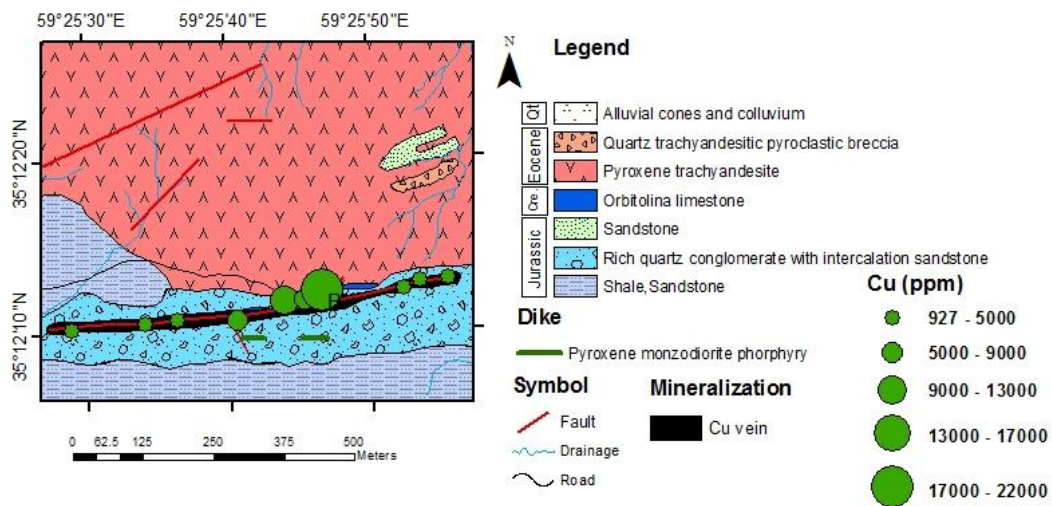 59°25'30"E 59°25'40"E 59°25'50"E
35°12'20"N
35°12'10"N
0 62.5 125 250 375 500
Meters
N
Legend
Qt
Alluvial cones and colluvium
Eocene
Quartz trachyandesitic pyroclastic breccia
Pyroxene trachyandesite
Cre
Orbitolina limestone
Jurassic
Sandstone
Rich quartz conglomerate with intercalation sandstone
Shale,Sandstone
Dike
Pyroxene monzodiorite phorphyry
Symbol
Fault
Drainage
Road
Mineralization
Cu vein
Cu (ppm)
927 - 5000
5000 - 9000
9000 - 13000
13000 - 17000
17000 - 22000